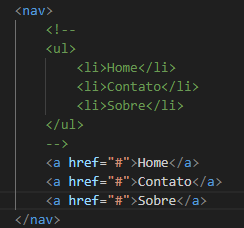 <nav>
<!--
<ul>
<li>Home</li>
<li>Contato</li>
<li>Sobre</li>
</ul>
-->
<a href="#">Home</a>
<a href="#">Contato</a>
<a href="#">Sobre</a>
</nav>